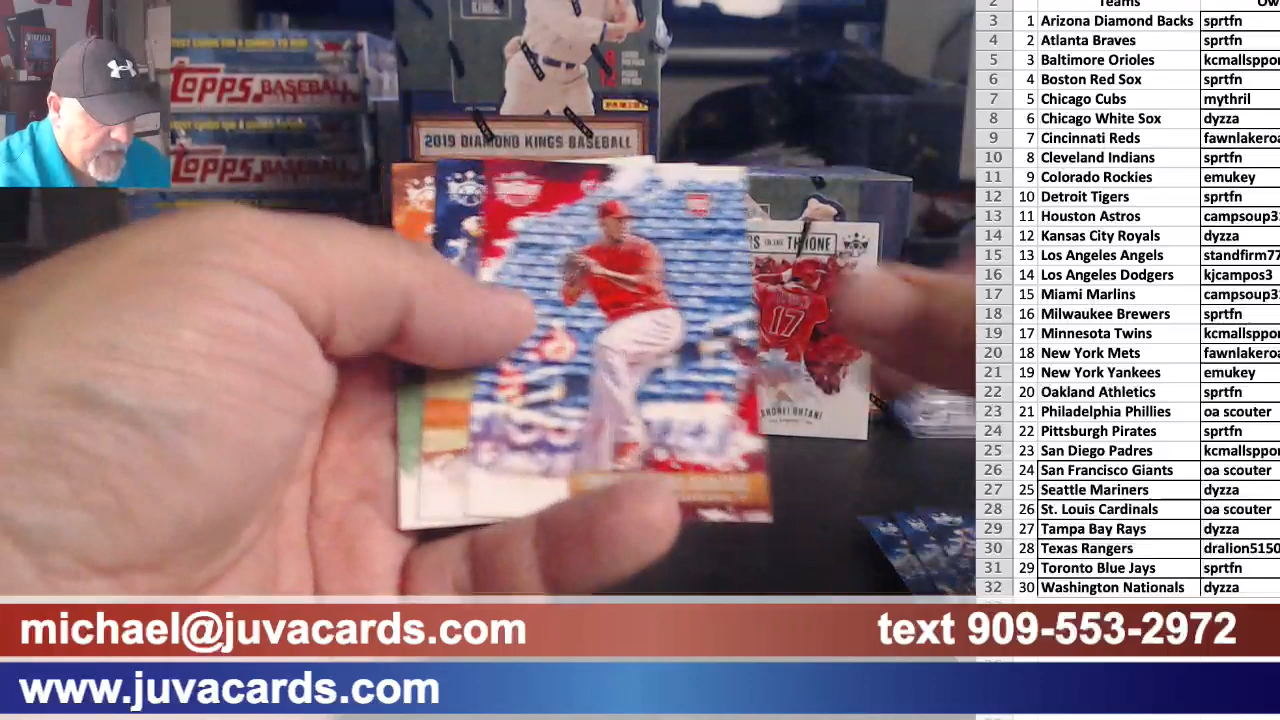 TOPPS BASEBALL
TOPPS BASEBALL
PANINI
2019 DIAMOND KINGS BASEBALL
THE THRONE
17
Teams
3 1 Arizona Diamond Backs sprtfn
4 2 Atlanta Braves sprtfn
5 3 Baltimore Orioles kcmallsppor
6 4 Boston Red Sox sprtfn
7 5 Chicago Cubs mythril
8 6 Chicago White Sox dyzza
9 7 Cincinnati Reds fawnlakeroa
10 8 Cleveland Indians sprtfn
11 9 Colorado Rockies emukey
12 10 Detroit Tigers sprtfn
13 11 Houston Astros campsoup3
14 12 Kansas City Royals dyzza
15 13 Los Angeles Angels standfirm77
16 14 Los Angeles Dodgers kjcampos3
17 15 Miami Marlins campsoup3
18 16 Milwaukee Brewers sprtfn
19 17 Minnesota Twins kcmallsppor
20 18 New York Mets fawnlakeroa
21 19 New York Yankees emukey
22 20 Oakland Athletics sprtfn
23 21 Philadelphia Phillies oa scouter
24 22 Pittsburgh Pirates sprtfn
25 23 San Diego Padres kcmallsppor
26 24 San Francisco Giants oa scouter
27 25 Seattle Mariners dyzza
28 26 St. Louis Cardinals oa scouter
29 27 Tampa Bay Rays dyzza
30 28 Texas Rangers dralion5150
31 29 Toronto Blue Jays sprtfn
32 30 Washington Nationals dyzza
michael@juvacards.com
text 909-553-2972
www.juvacards.com